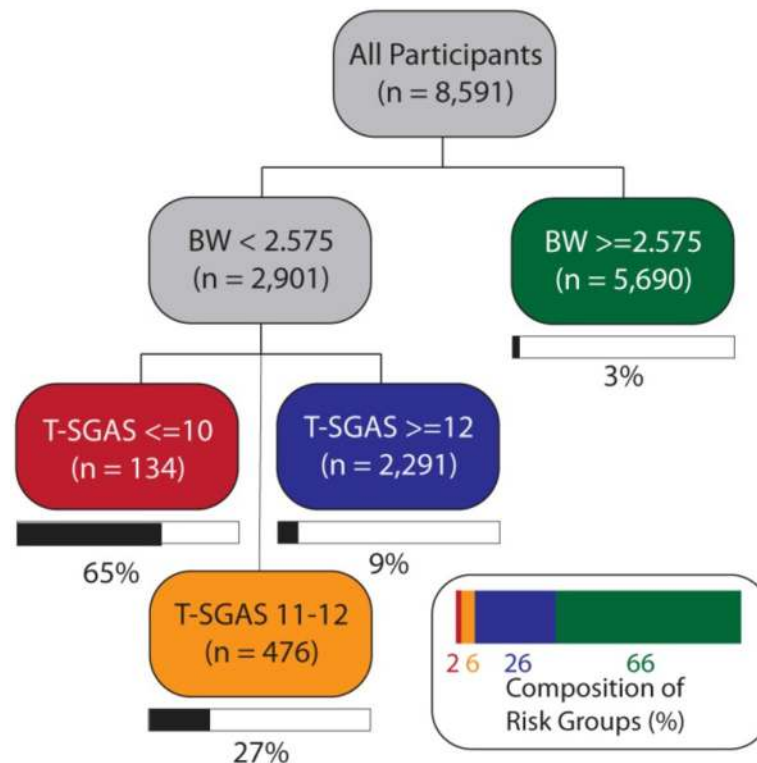 All Participants
(n = 8,591)
BW < 2.575
(n = 2,901)
BW >=2.575
(n = 5,690)
3%
T-SGAS <=10
(n = 134)
T-SGAS >=12
(n = 2,291)
65%
9%
T-SGAS 11-12
(n = 476)
27%
2 6 26 66
Composition of
Risk Groups (%)